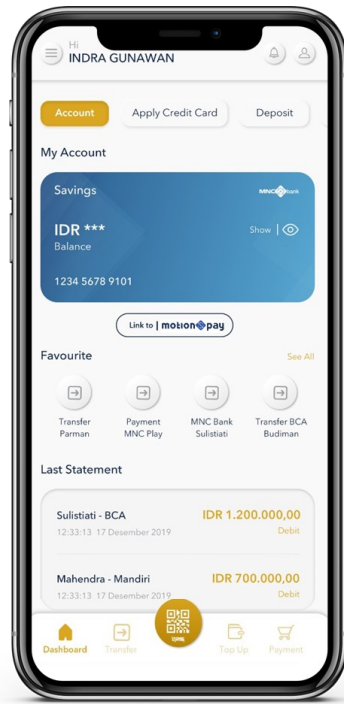 Hi
INDRA GUNAWAN
Account Apply Credit Card Deposit
My Account
Savings MNC bank
IDR ***
Balance
Show |
1234 5678 9101
Link to | motion pay
Favourite See All
Transfer Parman
Payment MNC Play
MNC Bank Sulistiati
Transfer BCA Budiman
Last Statement
Sulistiati - BCA IDR 1.200.000,00
12:33:13 17 Desember 2019 Debit
Mahendra - Mandiri IDR 700.000,00
12:33:13 17 Desember 2019 Debit
Dashboard Transfer Top Up Payment